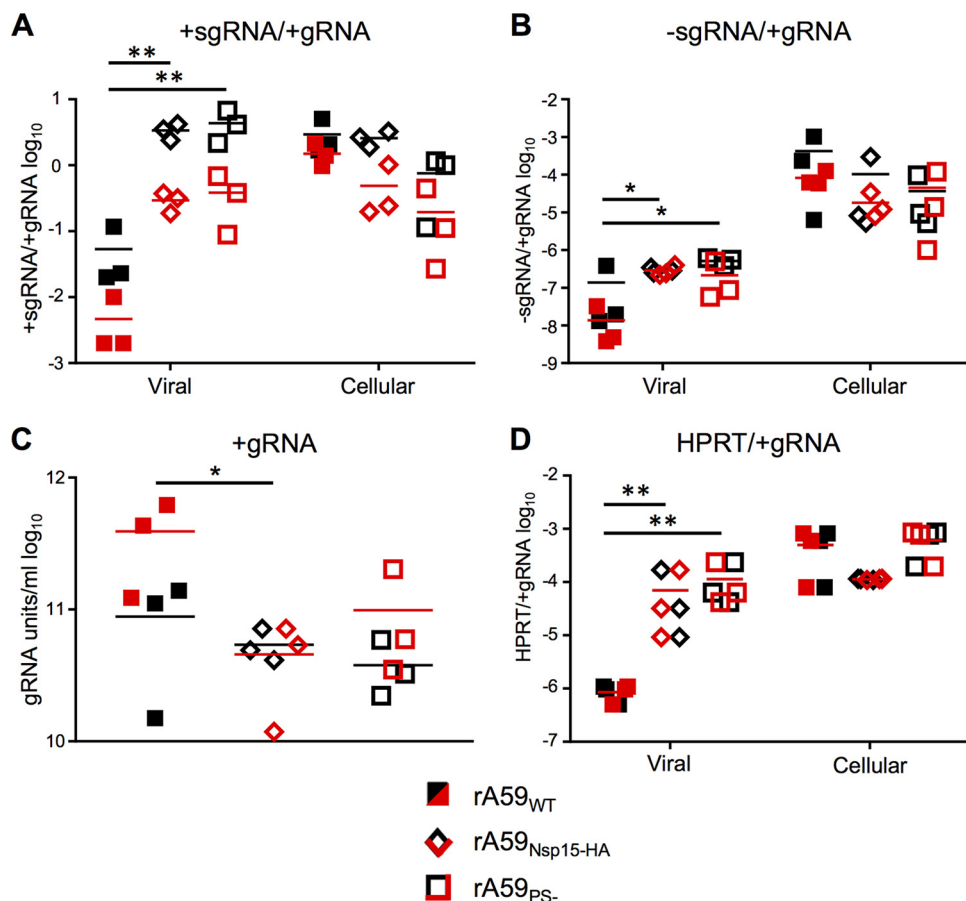 A
+sgRNA/+gRNA
**
**
+sgRNA/+gRNA log10
1
0
-1
-2
-3
Viral
Cellular
B
-sgRNA/+gRNA
*
*
-sgRNA/+gRNA log10
-2
-3
-4
-5
-6
-7
-8
-9
Viral
Cellular
C
+gRNA
*
gRNA units/ml log10
12
11
10
D
HPRT/+gRNA
**
**
HPRT/+gRNA log10
-2
-3
-4
-5
-6
-7
Viral
Cellular
rA59WT
rA59Nsp15-HA
rA59PS-